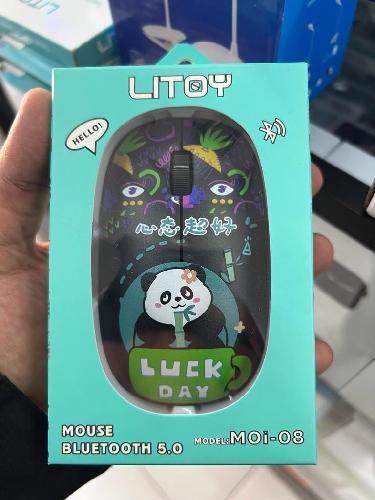 LITOY
HELLO!
心态超好
LUCK
DAY
MOUSE
BLUETOOTH 5.0
MODEL:MOi-08